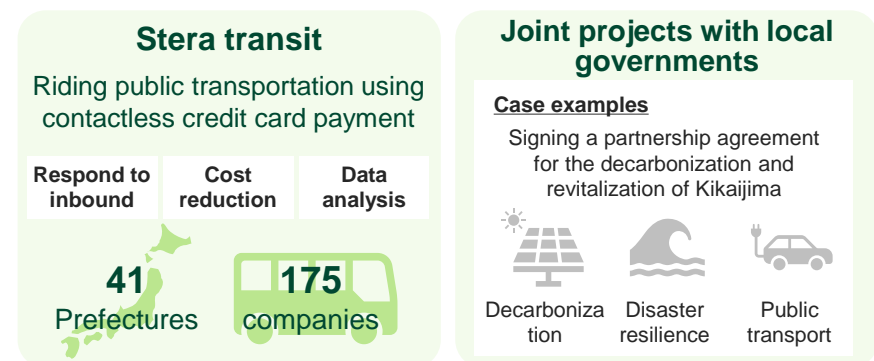 Stera transit
Riding public transportation using
contactless credit card payment
Respond to
inbound
Cost
reduction
Data
analysis
41
Prefectures
175
companies
Joint projects with local
governments
Case examples
Signing a partnership agreement
for the decarbonization and
revitalization of Kikaijima
Decarboniza
tion
Disaster
resilience
Public
transport